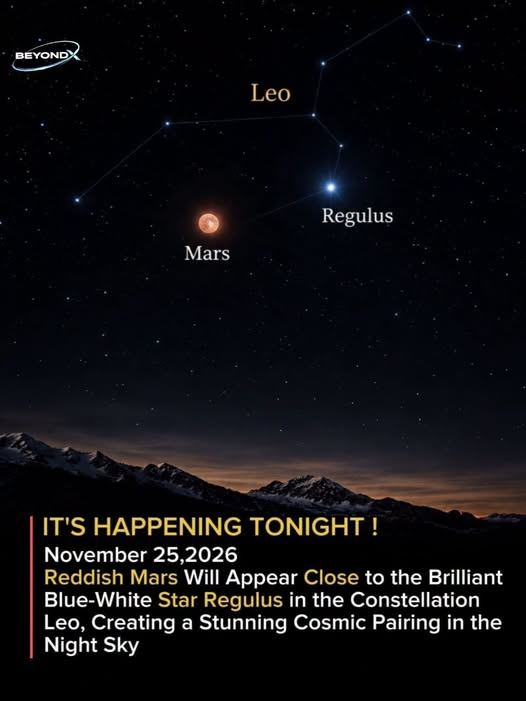 BEYONDX
Leo
Regulus
Mars
IT'S HAPPENING TONIGHT !
November 25,2026
Reddish Mars Will Appear Close to the Brilliant
Blue-White Star Regulus in the Constellation
Leo, Creating a Stunning Cosmic Pairing in the
Night Sky